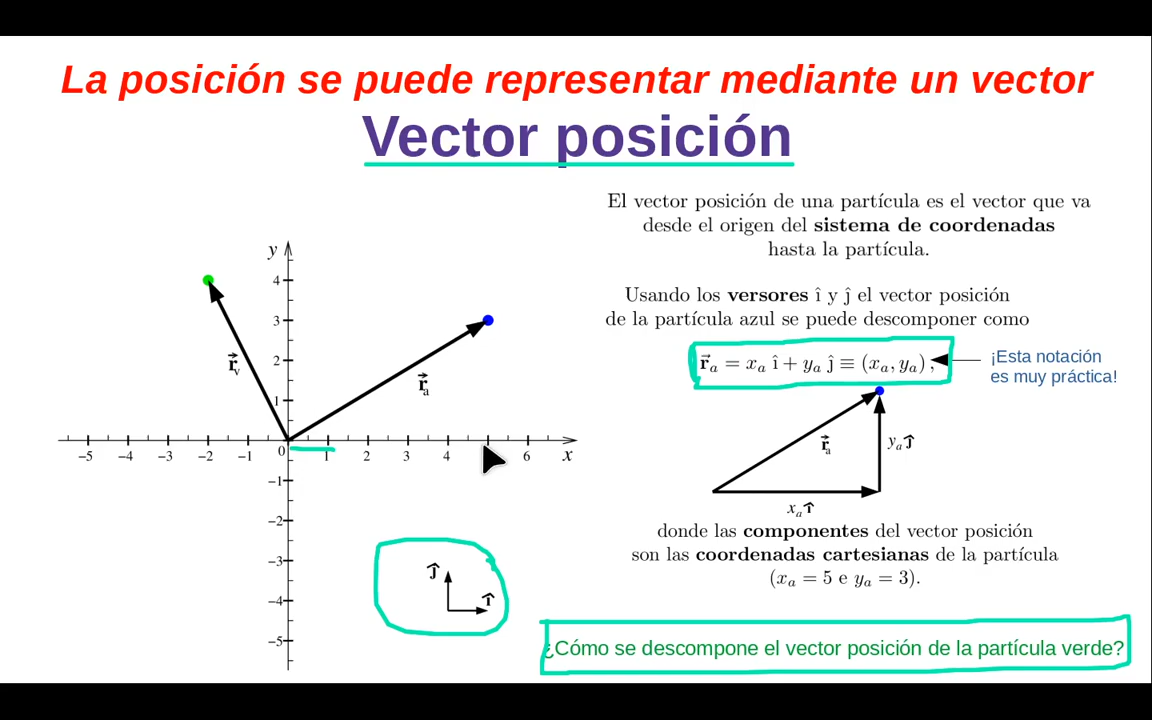 La posición se puede representar mediante un vector
Vector posición
El vector posición de una partícula es el vector que va
desde el origen del sistema de coordenadas
hasta la partícula.
Usando los versores î y ĵ el vector posición
de la partícula azul se puede descomponer como
r⃗ₐ = xₐ î + yₐ ĵ ≡ (xₐ, yₐ) ,
¡Esta notación
es muy práctica!
r⃗ₐ
yₐ ĵ
xₐ î
donde las componentes del vector posición
son las coordenadas cartesianas de la partícula
(xₐ = 5 e yₐ = 3).
¿Cómo se descompone el vector posición de la partícula verde?
y
4
3
2
1
r⃗ᵥ
r⃗ₐ
−5 −4 −3 −2 −1 0 1 2 3 4 6 x
−1
−2
−3
−4
−5
ĵ
î